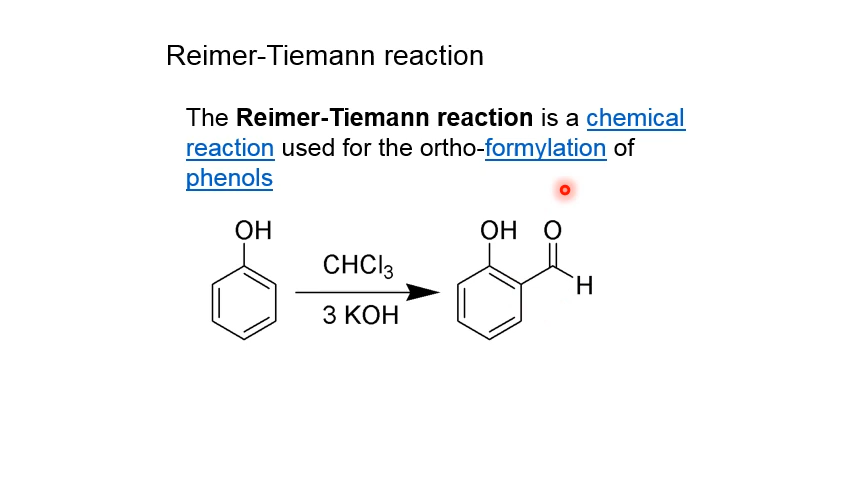 Reimer-Tiemann reaction
The Reimer-Tiemann reaction is a chemical
reaction used for the ortho-formylation of
phenols
OH
CHCl3
3 KOH
OH O
H